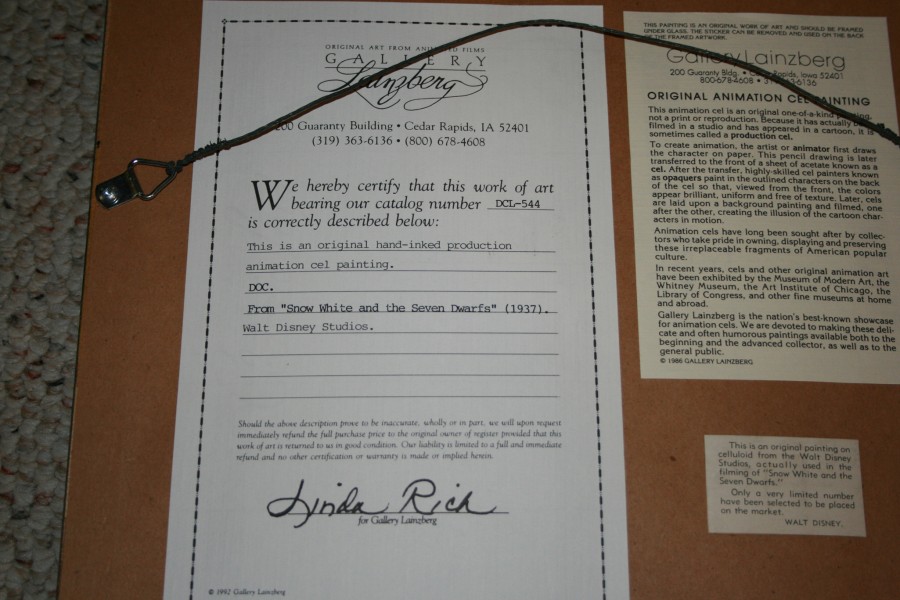 ORIGINAL ART FROM ANIMATED FILMS
GALLERY
Lainzberg
200 Guaranty Building • Cedar Rapids, IA 52401
(319) 363-6136 • (800) 678-4608
We hereby certify that this work of art
bearing our catalog number DCL-544
is correctly described below:
This is an original hand-inked production
animation cel painting.
DOC.
From "Snow White and the Seven Dwarfs" (1937).
Walt Disney Studios.
Should the above description prove to be inaccurate, wholly or in part, we will upon request
immediately refund the full purchase price to the original owner of register provided that this
work of art is returned to us in good condition. Our liability is limited to a full and immediate
refund and no other certification or warranty is made or implied herein.
Lynda Rich
for Gallery Lainzberg
© 1992 Gallery Lainzberg
THIS PAINTING IS AN ORIGINAL WORK OF ART AND SHOULD BE FRAMED
UNDER GLASS. THE STICKER CAN BE REMOVED AND USED ON THE BACK
OF THE FRAMED ARTWORK.
Gallery Lainzberg
200 Guaranty Bldg. • Cedar Rapids, Iowa 52401
800-678-4608 • 319-363-6136
ORIGINAL ANIMATION CEL PAINTING
This animation cel is an original one-of-a-kind painting,
not a print or reproduction. Because it has actually been
filmed in a studio and has appeared in a cartoon, it is
sometimes called a production cel.
To create animation, the artist or animator first draws
the character on paper. This pencil drawing is later
transferred to the front of a sheet of acetate known as a
cel. After the transfer, highly-skilled cel painters known
as opaquers paint in the outlined characters on the back
of the cel so that, viewed from the front, the colors
appear brilliant, uniform and free of texture. Later, cels
are laid upon a background painting and filmed, one
after the other, creating the illusion of the cartoon char-
acters in motion.
Animation cels have long been sought after by collec-
tors who take pride in owning, displaying and preserving
these irreplaceable fragments of American popular
culture.
In recent years, cels and other original animation art
have been exhibited by the Museum of Modern Art, the
Whitney Museum, the Art Institute of Chicago, the
Library of Congress, and other fine museums at home
and abroad.
Gallery Lainzberg is the nation's best-known showcase
for animation cels. We are devoted to making these deli-
cate and often humorous paintings available both to the
beginning and the advanced collector, as well as to the
general public.
© 1986 GALLERY LAINZBERG
This is an original painting on
celluloid from the Walt Disney
Studios, actually used in the
filming of "Snow White and the
Seven Dwarfs."
Only a very limited number
have been selected to be placed
on the market.
WALT DISNEY.